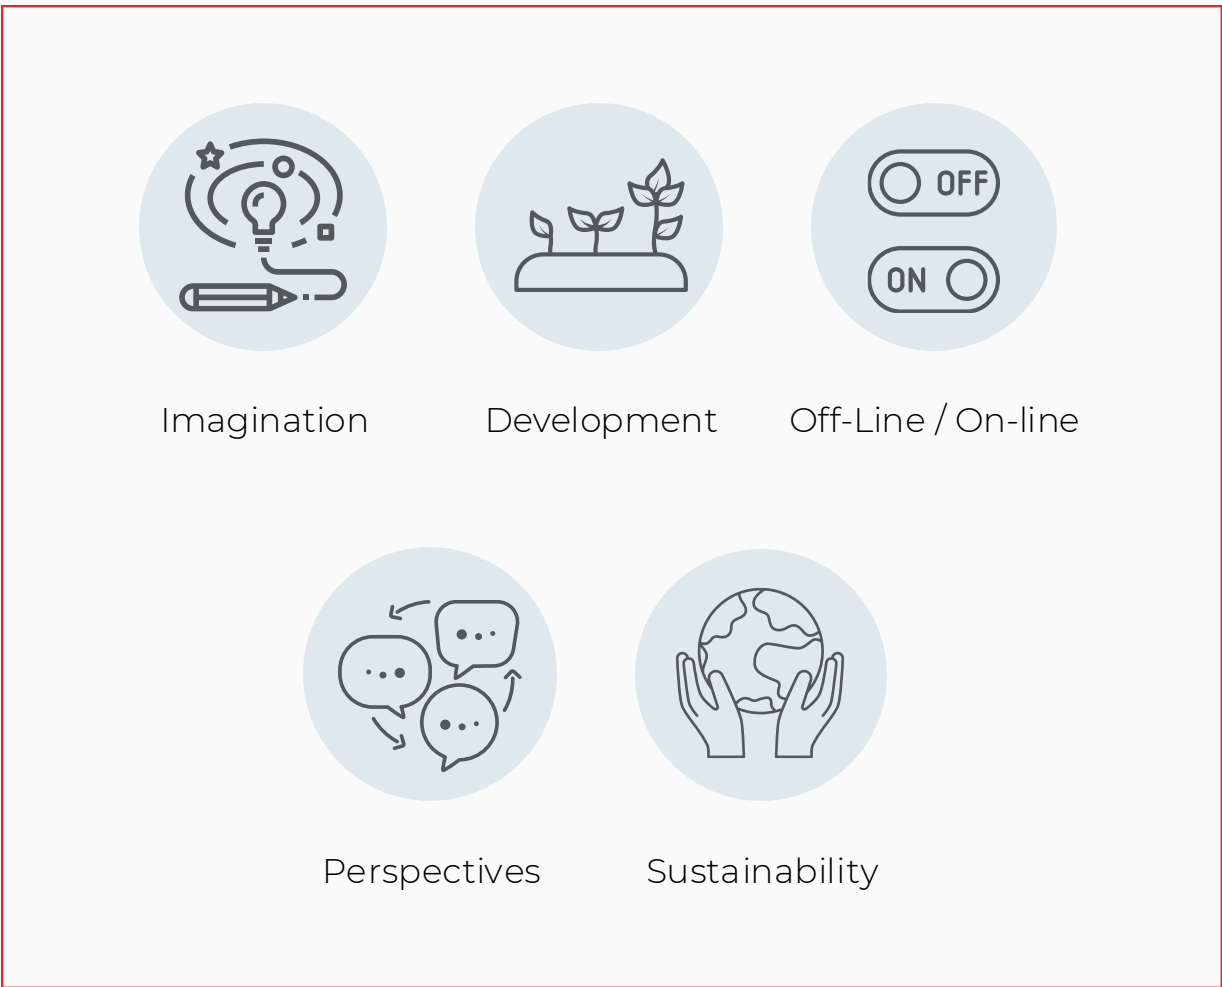 OFF
ON
Imagination
Development
Off-Line / On-line
Perspectives
Sustainability